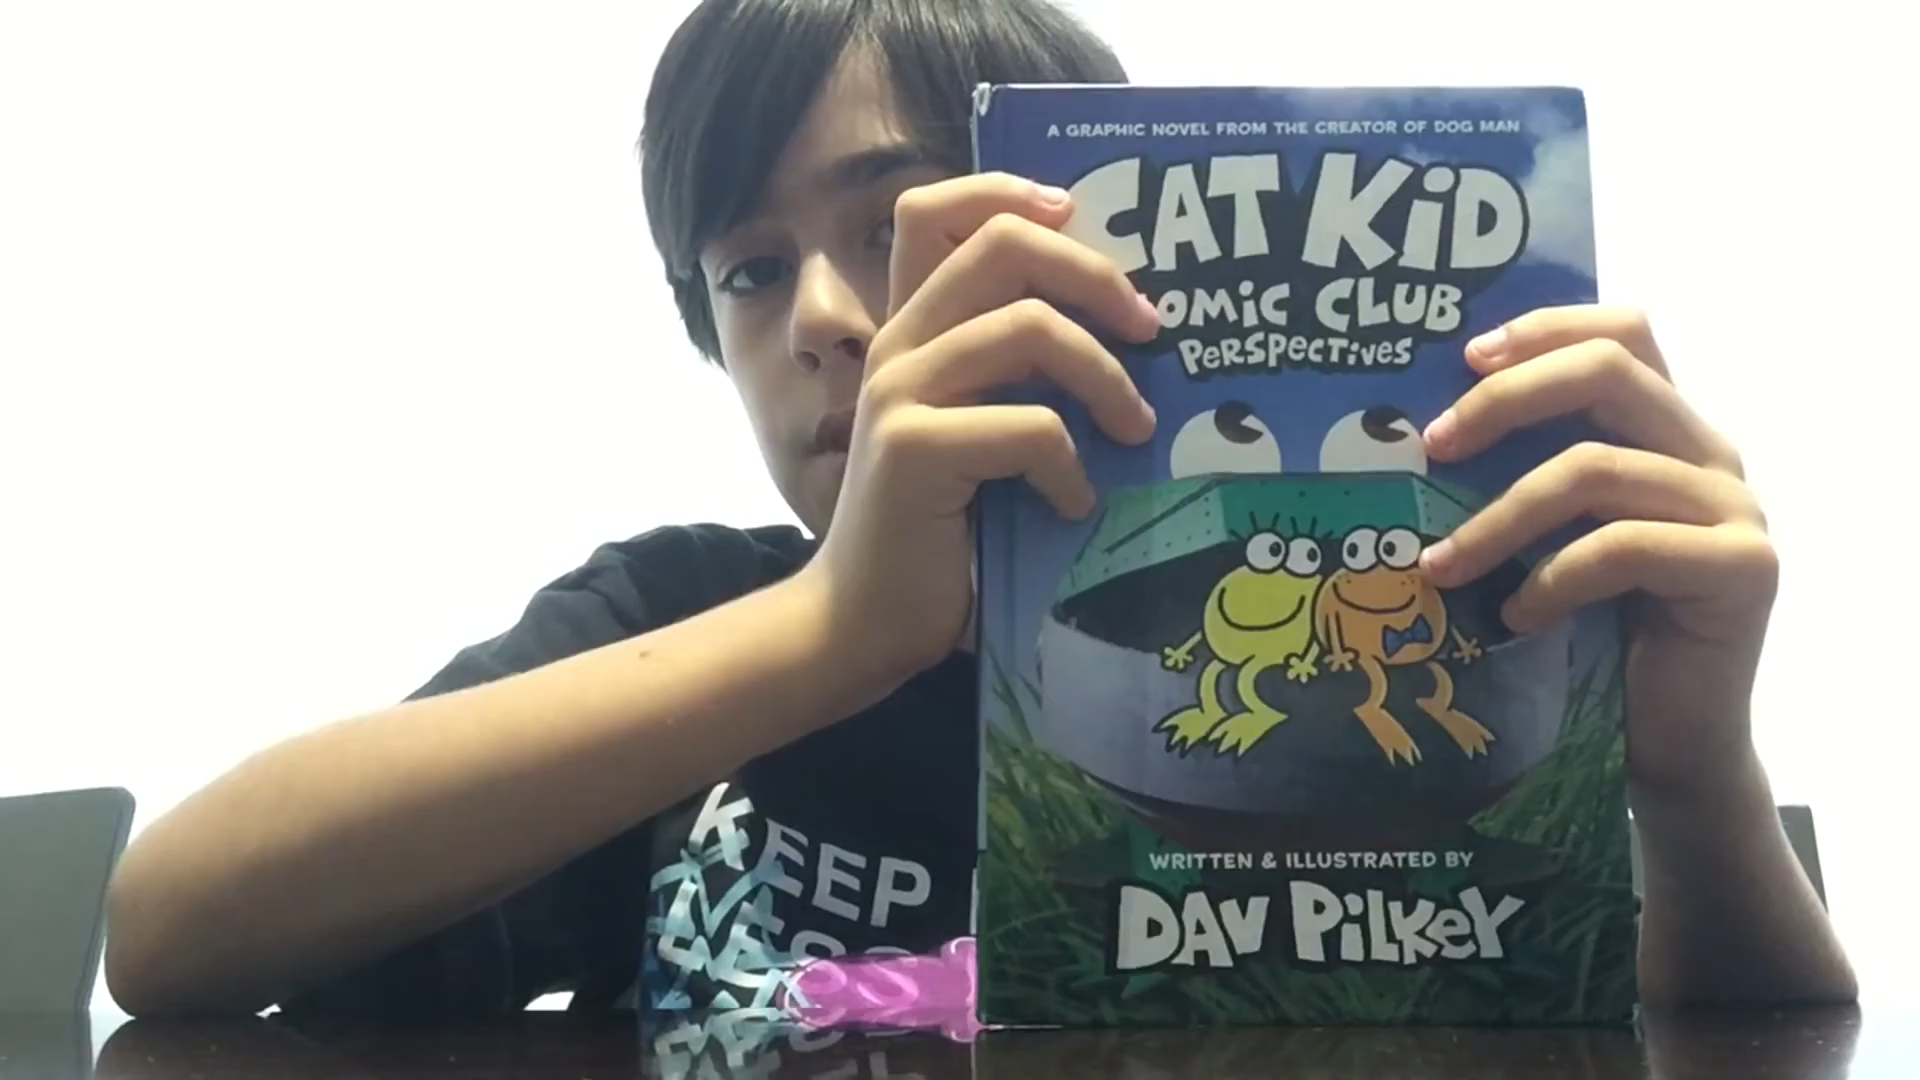 A GRAPHIC NOVEL FROM THE CREATOR OF DOG MAN
CAT KiD
OMiC CLUB
PeRSPecTiveS
WRITTEN & ILLUSTRATED BY
DAV PiLKeY
KEEP